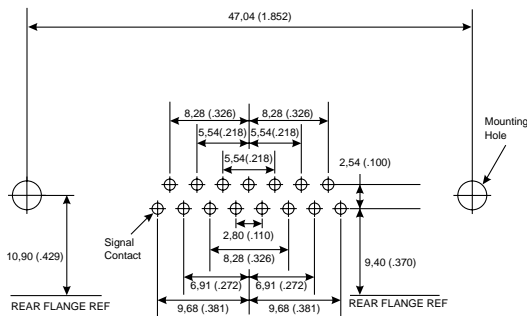 47,04 (1.852)
8,28 (.326)
8,28 (.326)
Mounting
Hole
5,54(.218)
5,54(.218)
5,54(.218)
2,54 (.100)
Signal
Contact
2,80 (.110)
10,90 (.429)
8,28 (.326)
9,40 (.370)
6,91 (.272)
6,91 (.272)
REAR FLANGE REF
REAR FLANGE REF
9,68 (.381)
9,68 (.381)